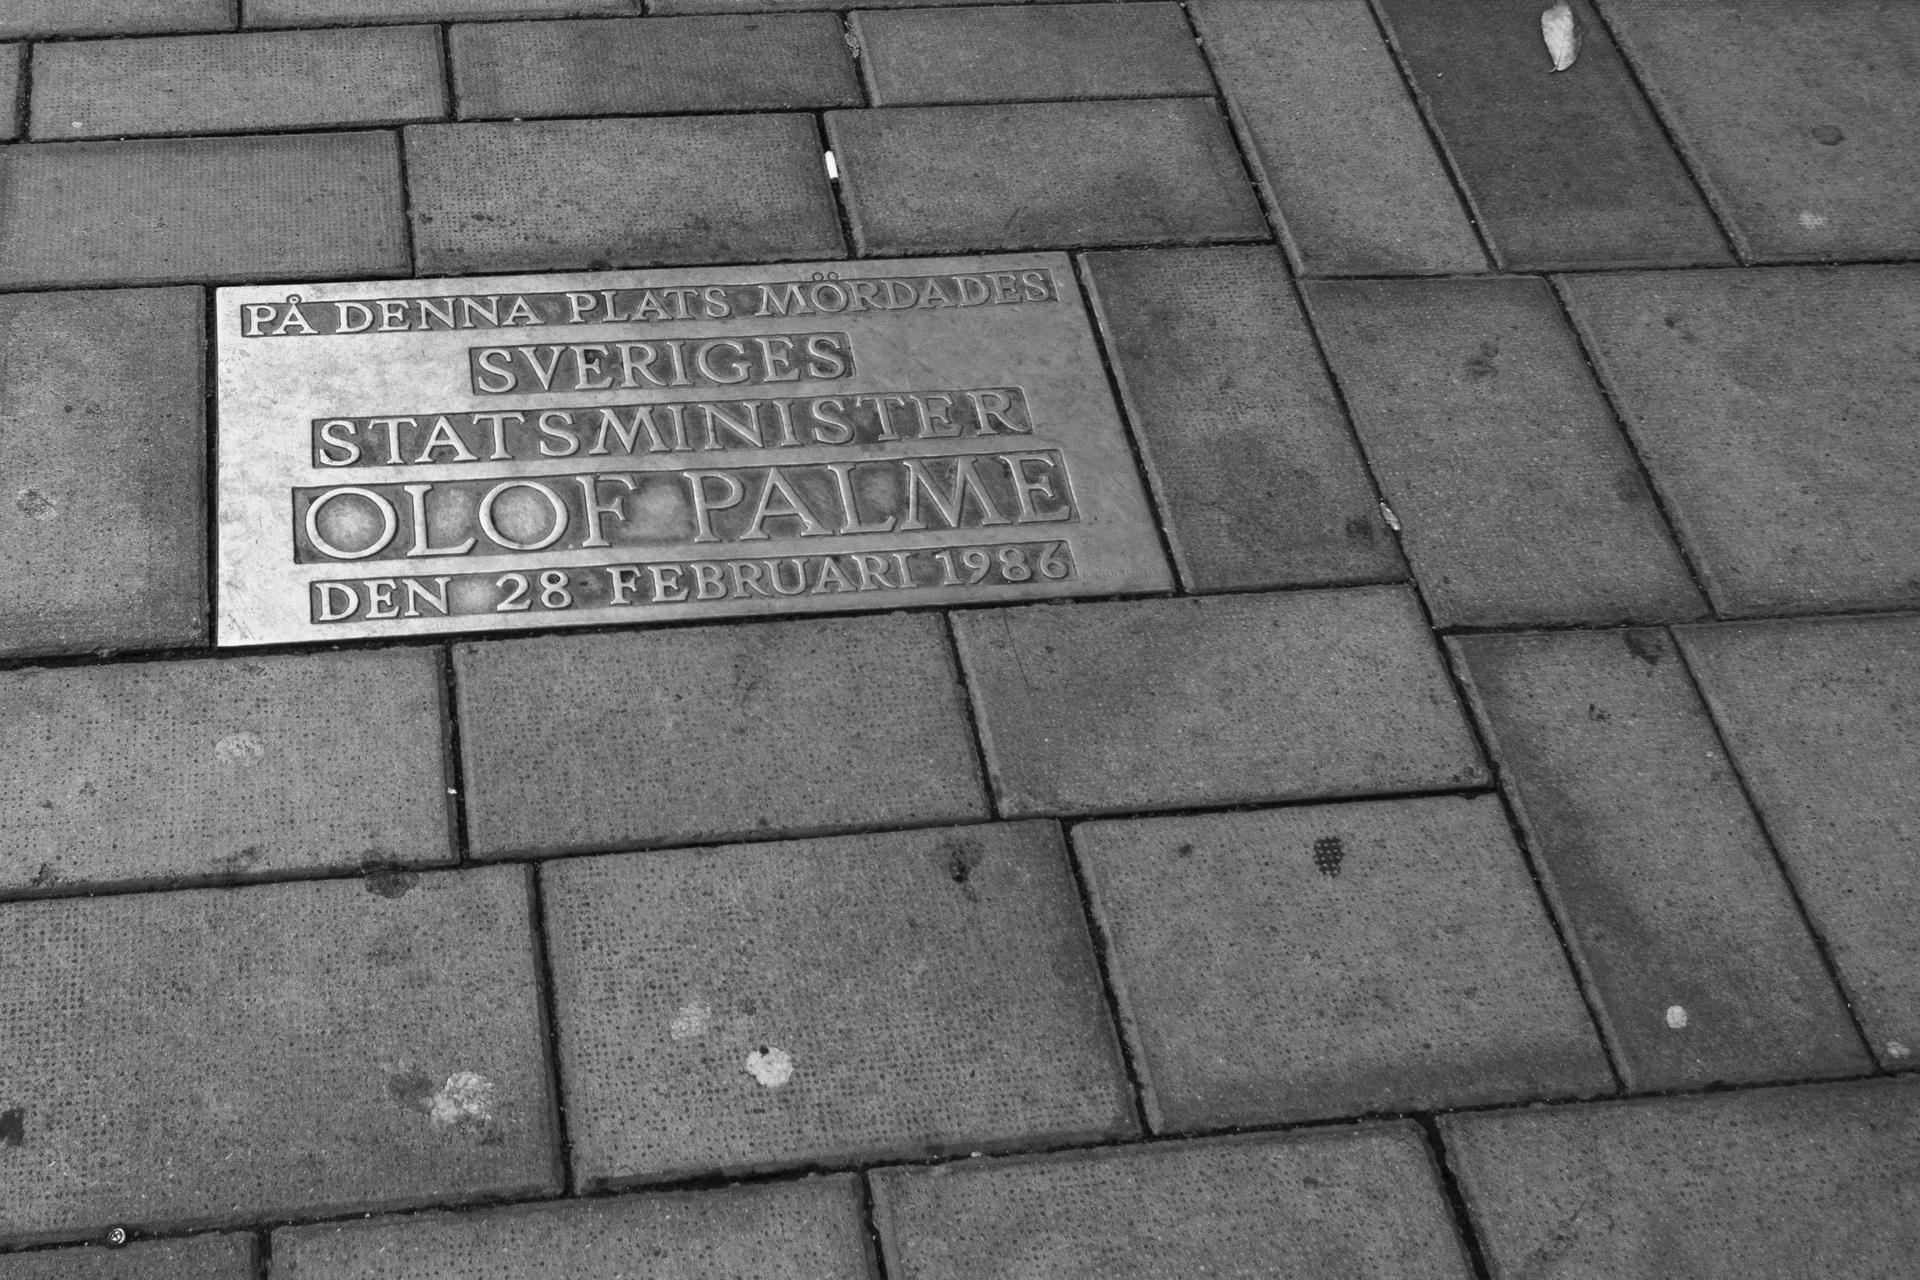 PÅ DENNA PLATS MÖRDADES
SVERIGES
STATSMINISTER
OLOF PALME
DEN 28 FEBRUARI 1986